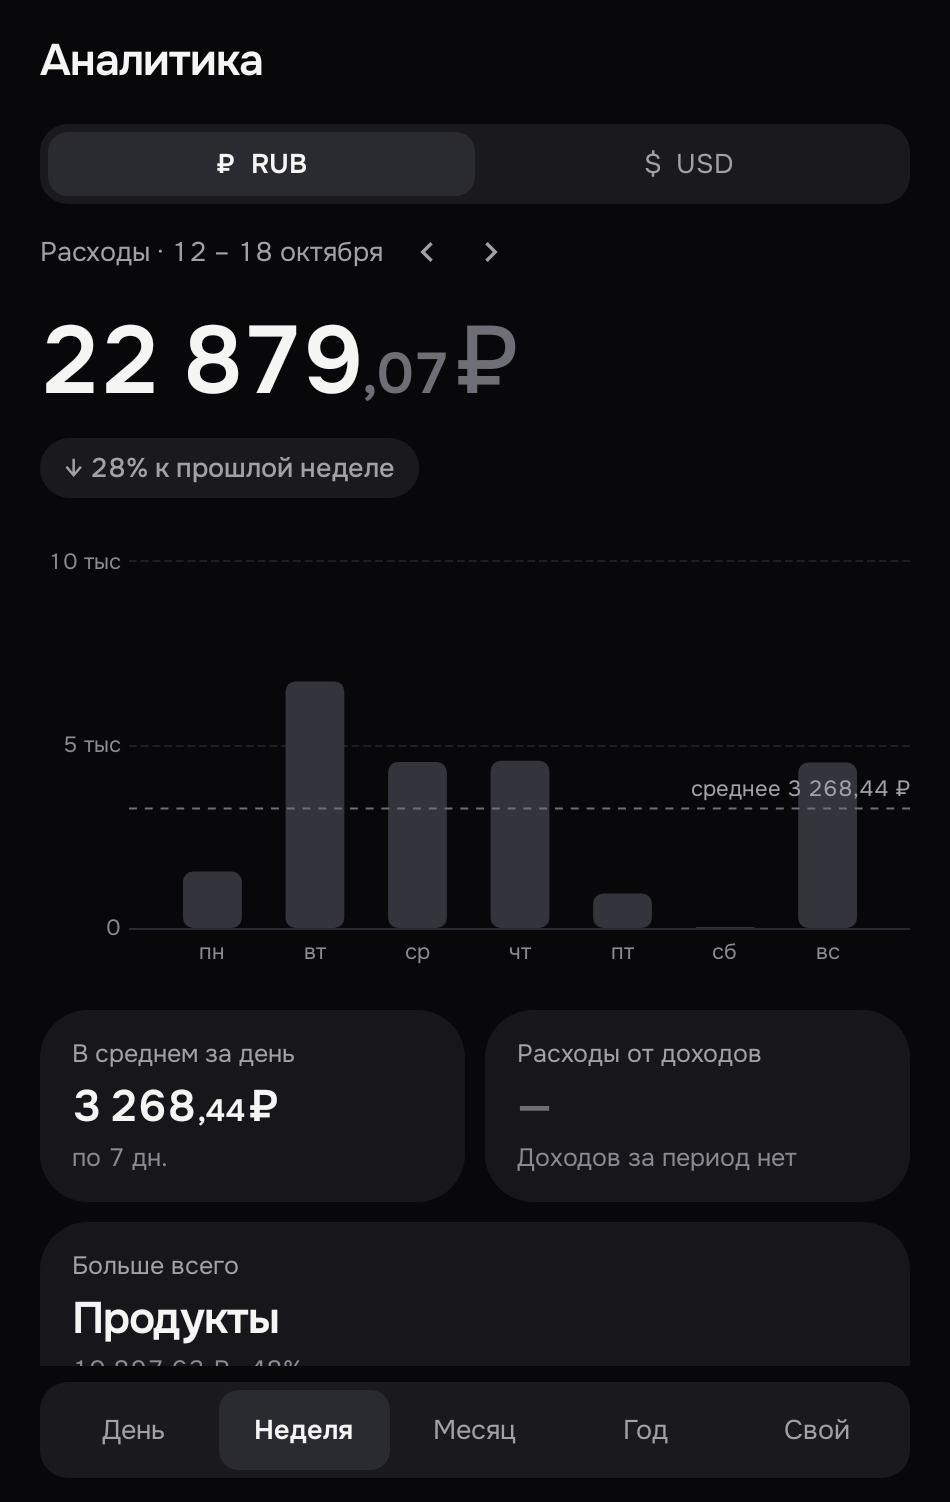 Аналитика
₽ RUB
$ USD
Расходы · 12 – 18 октября
22 879,07 ₽
↓ 28% к прошлой неделе
10 тыс
5 тыс
среднее 3 268,44 ₽
0
пн вт ср чт пт сб вс
В среднем за день
3 268,44 ₽
по 7 дн.
Расходы от доходов
—
Доходов за период нет
Больше всего
Продукты
День Неделя Месяц Год Свой